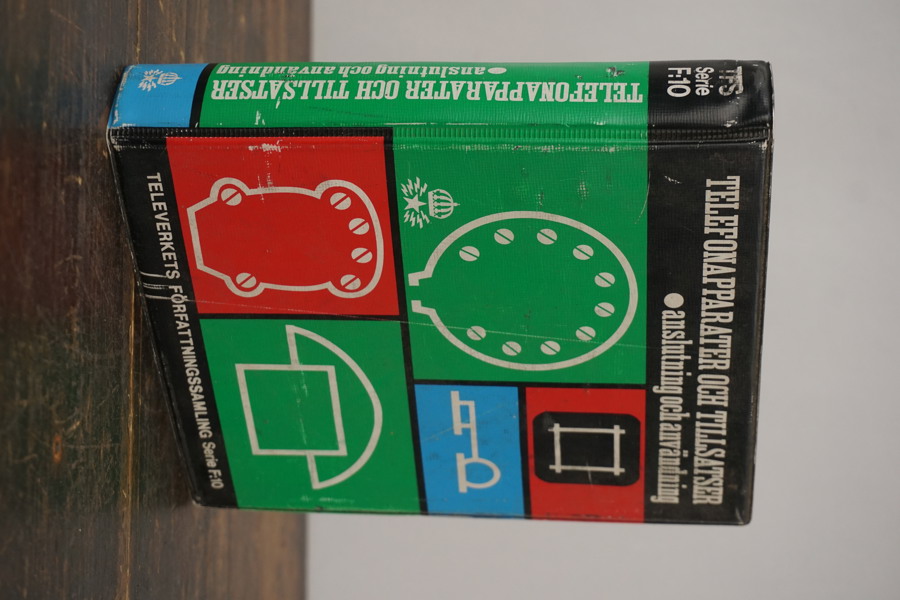 TFS
Serie
F:10
TELEFONAPPARATER OCH TILLSATSER
●anslutning och användning
TELEFONAPPARATER OCH TILLSATSER
●anslutning och användning
TELEVERKETS FÖRFATTNINGSSAMLING Serie F:10